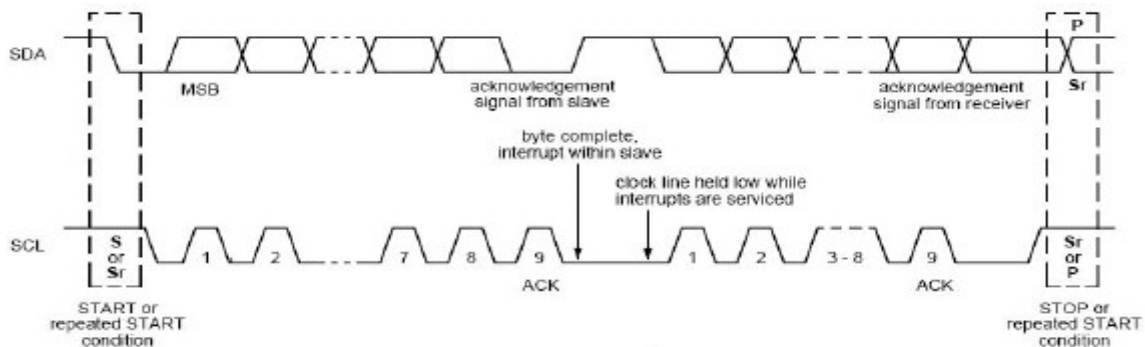 P
SDA
MSB
acknowledgement
signal from slave
acknowledgement
signal from receiver
Sr
byte complete,
interrupt within slave
clock line held low while
interrupts are serviced
SCL
S
or
Sr
1
2
7
8
9
1
2
3 - 8
9
Sr
or
P
ACK
ACK
START or
repeated START
condition
STOP or
repeated START
condition